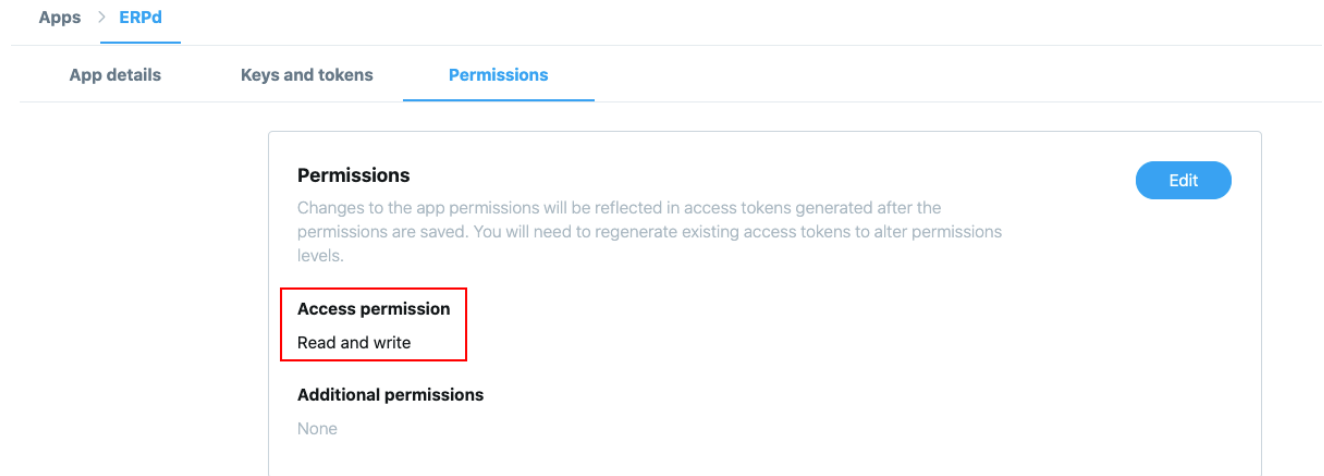 Apps > ERPd
App details Keys and tokens Permissions
Permissions
Edit
Changes to the app permissions will be reflected in access tokens generated after the
permissions are saved. You will need to regenerate existing access tokens to alter permissions
levels.
Access permission
Read and write
Additional permissions
None